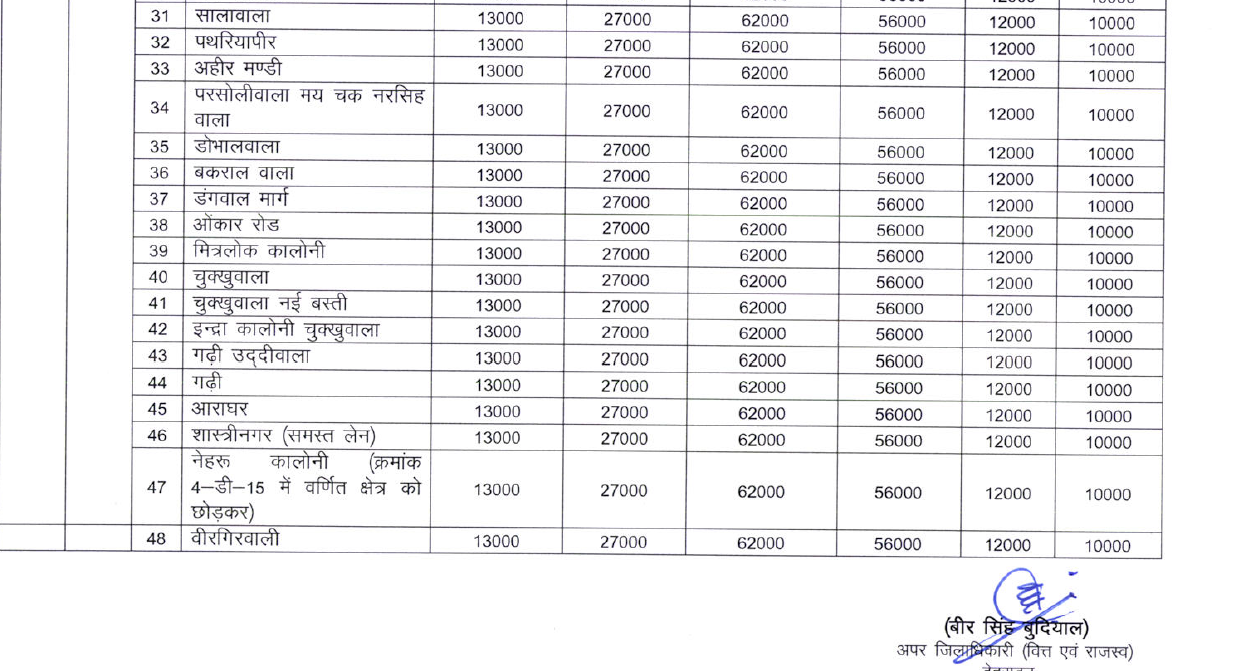 31 सालावाला 13000 27000 62000 56000 12000 10000
32 पथरियापीर 13000 27000 62000 56000 12000 10000
33 अहीर मण्डी 13000 27000 62000 56000 12000 10000
34 परसोलीवाला मय चक नरसिह 13000 27000 62000 56000 12000 10000
वाला
35 डोभालवाला 13000 27000 62000 56000 12000 10000
36 बकराल वाला 13000 27000 62000 56000 12000 10000
37 डंगवाल मार्ग 13000 27000 62000 56000 12000 10000
38 ओंकार रोड 13000 27000 62000 56000 12000 10000
39 मित्रलोक कालोनी 13000 27000 62000 56000 12000 10000
40 चुक्खुवाला 13000 27000 62000 56000 12000 10000
41 चुक्खुवाला नई बस्ती 13000 27000 62000 56000 12000 10000
42 इन्द्रा कालोनी चुक्खुवाला 13000 27000 62000 56000 12000 10000
43 गढ़ी उद्दीवाला 13000 27000 62000 56000 12000 10000
44 गढी 13000 27000 62000 56000 12000 10000
45 आराघर 13000 27000 62000 56000 12000 10000
46 शास्त्रीनगर (समस्त लेन) 13000 27000 62000 56000 12000 10000
नेहरू कालोनी (क्रमांक
47 4–डी–15 में वर्णित क्षेत्र को 13000 27000 62000 56000 12000 10000
छोड़कर)
48 वीरगिरवाली 13000 27000 62000 56000 12000 10000
(बीर सिंह बुदियाल)
अपर जिलाधिकारी (वित्त एवं राजस्व)